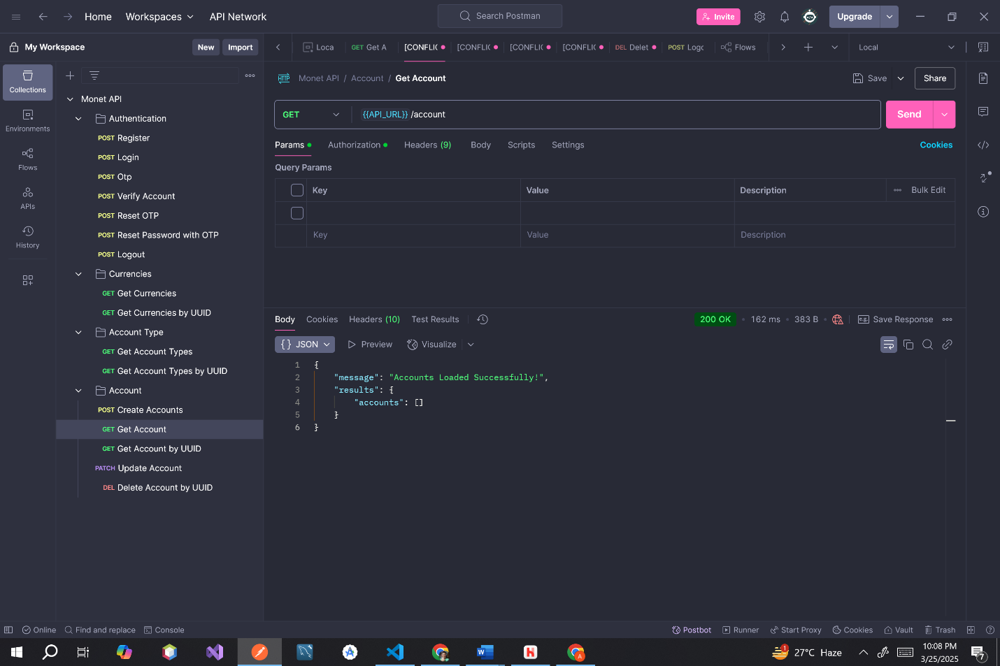 Home
Workspaces
API Network
Search Postman
Invite
Upgrade
My Workspace
New
Import
Loca
GET Get A
[CONFLIC
[CONFLIC
[CONFLIC
[CONFLIC
DEL Delet
POST Logo
Flows
Local
Collections
Environments
Flows
APIs
History
Monet API
Authentication
POST Register
POST Login
POST Otp
POST Verify Account
POST Reset OTP
POST Reset Password with OTP
POST Logout
Currencies
GET Get Currencies
GET Get Currencies by UUID
Account Type
GET Get Account Types
GET Get Account Types by UUID
Account
POST Create Accounts
GET Get Account
GET Get Account by UUID
PATCH Update Account
DEL Delete Account by UUID
HTTP Monet API / Account / Get Account
Save
Share
GET
{{API_URL}} /account
Send
Params
Authorization
Headers (9)
Body
Scripts
Settings
Cookies
Query Params
Key Value Description Bulk Edit
Key Value Description
Body Cookies Headers (10) Test Results
200 OK • 162 ms • 383 B •
e.g. Save Response
{} JSON
Preview
Visualize
1 {
2 "message": "Accounts Loaded Successfully!",
3 "results": {
4 "accounts": []
5 }
6 }
Online
Find and replace
Console
Postbot
Runner
Start Proxy
Cookies
Vault
Trash
W
H
A
1
27°C Haze
10:08 PM
3/25/2025
7